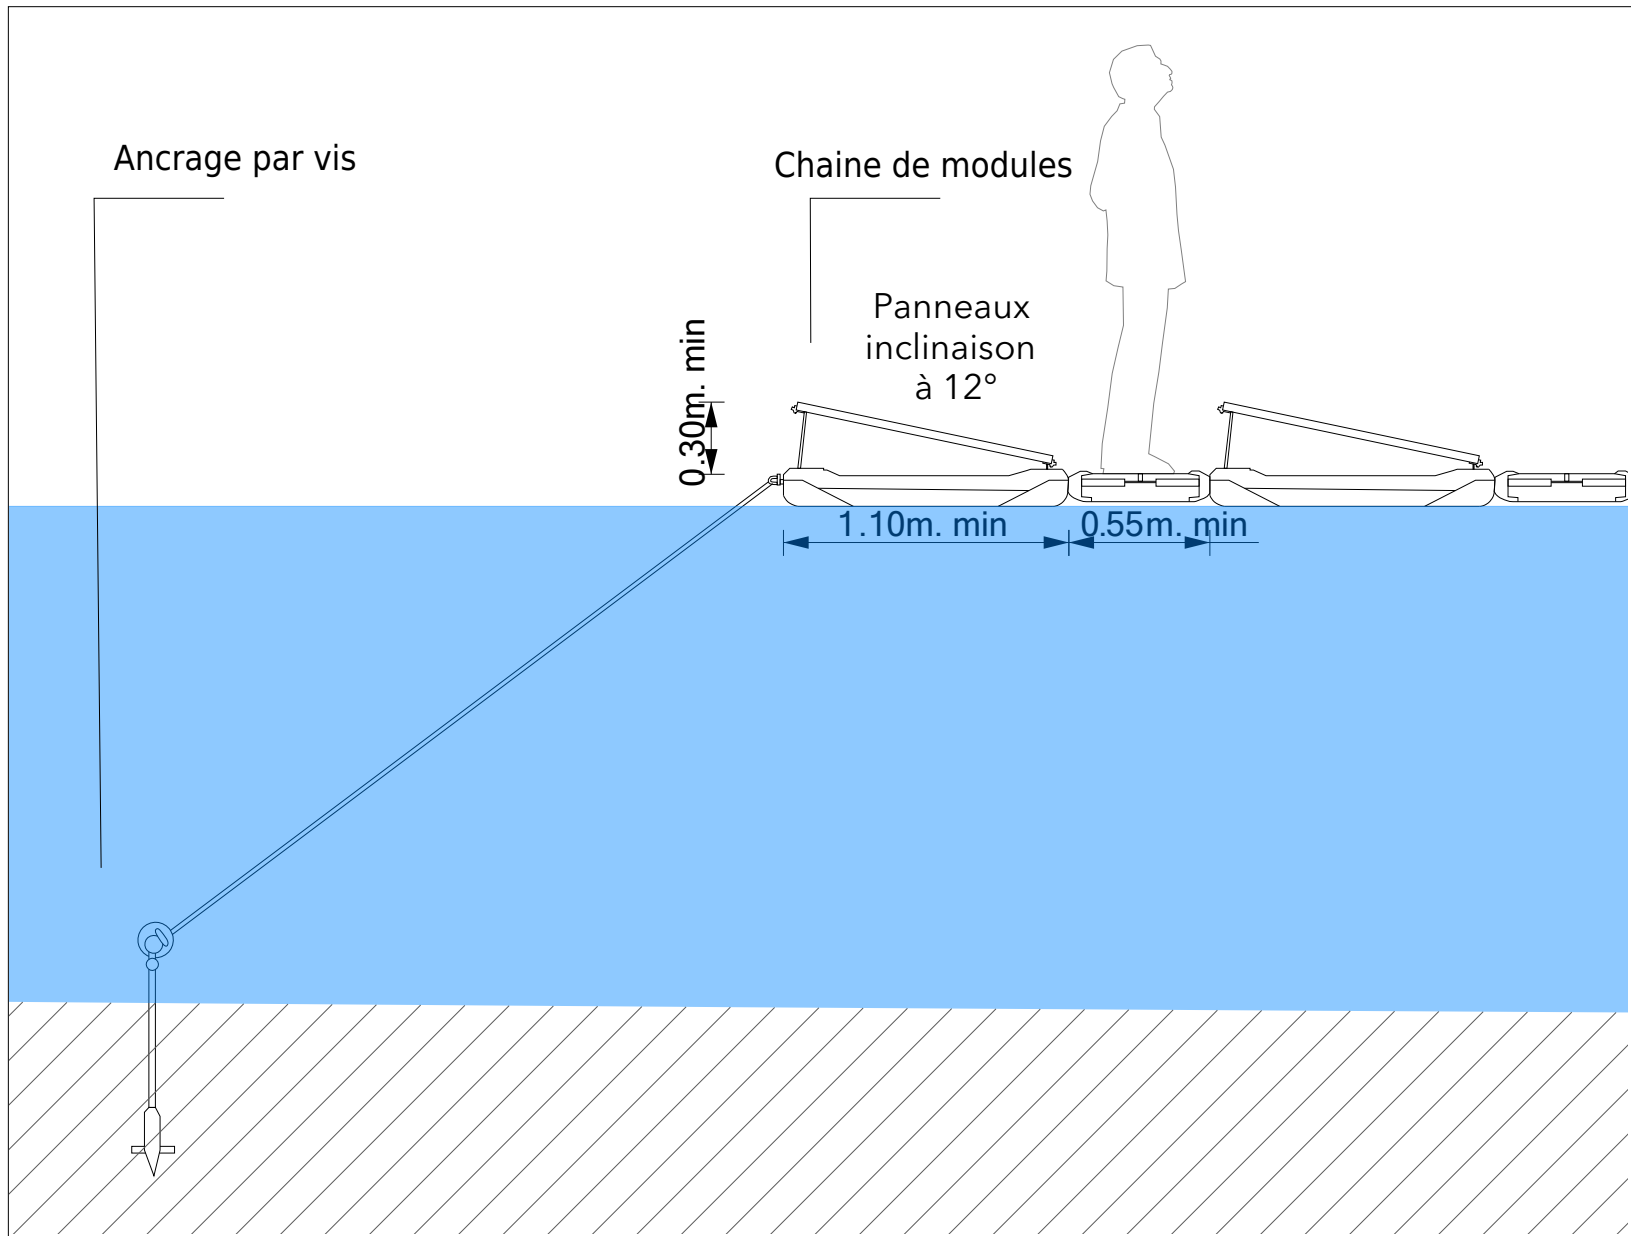 Ancrage par vis
Chaine de modules
Panneaux
inclinaison
à 12°
0.30m. min
1.10m. min
0.55m. min